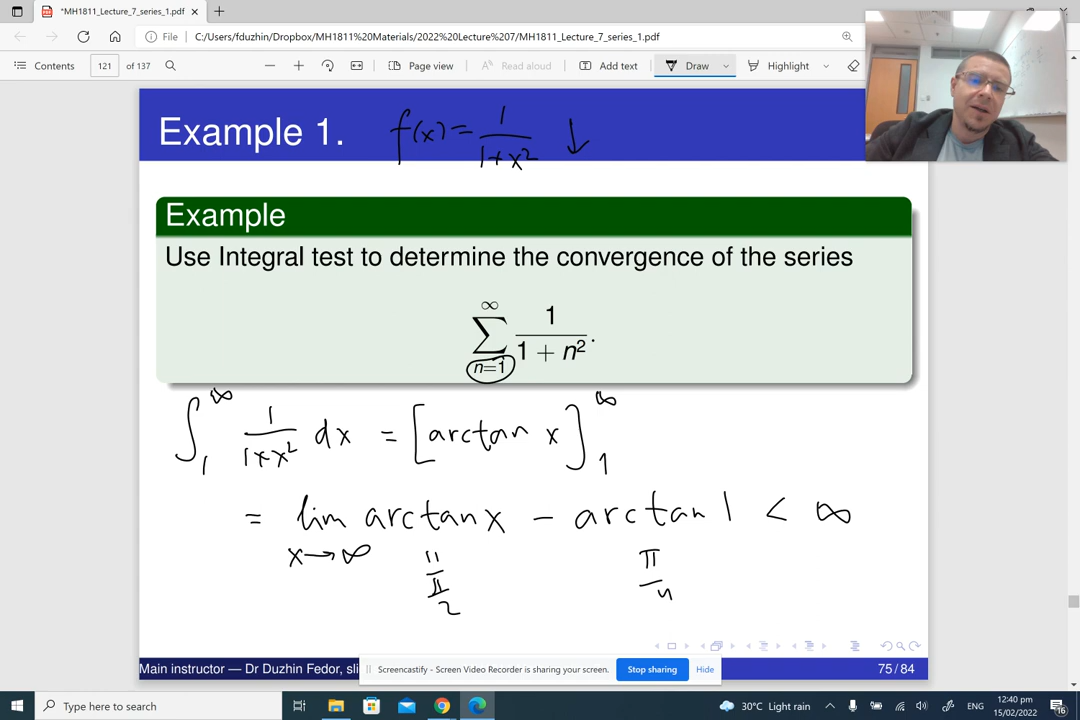 *MH1811_Lecture_7_series_1.pdf
File C:/Users/fduzhin/Dropbox/MH1811%20Materials/2022%20Lecture%207/MH1811_Lecture_7_series_1.pdf
Contents 121 of 137 Page view Read aloud Add text Draw Highlight
Example 1. f(x) = 1/(1+x²) ↓
Example
Use Integral test to determine the convergence of the series
∑_{n=1}^{∞} 1/(1 + n²).
∫_1^∞ 1/(1+x²) dx = [arctan x]_1^∞
= lim_{x→∞} arctan x − arctan 1 < ∞
= π/2 π/4
Main instructor — Dr Duzhin Fedor, sli 75/84
Screencastify - Screen Video Recorder is sharing your screen. Stop sharing Hide
Type here to search 30°C Light rain ENG 12:40 pm
15/02/2022 16